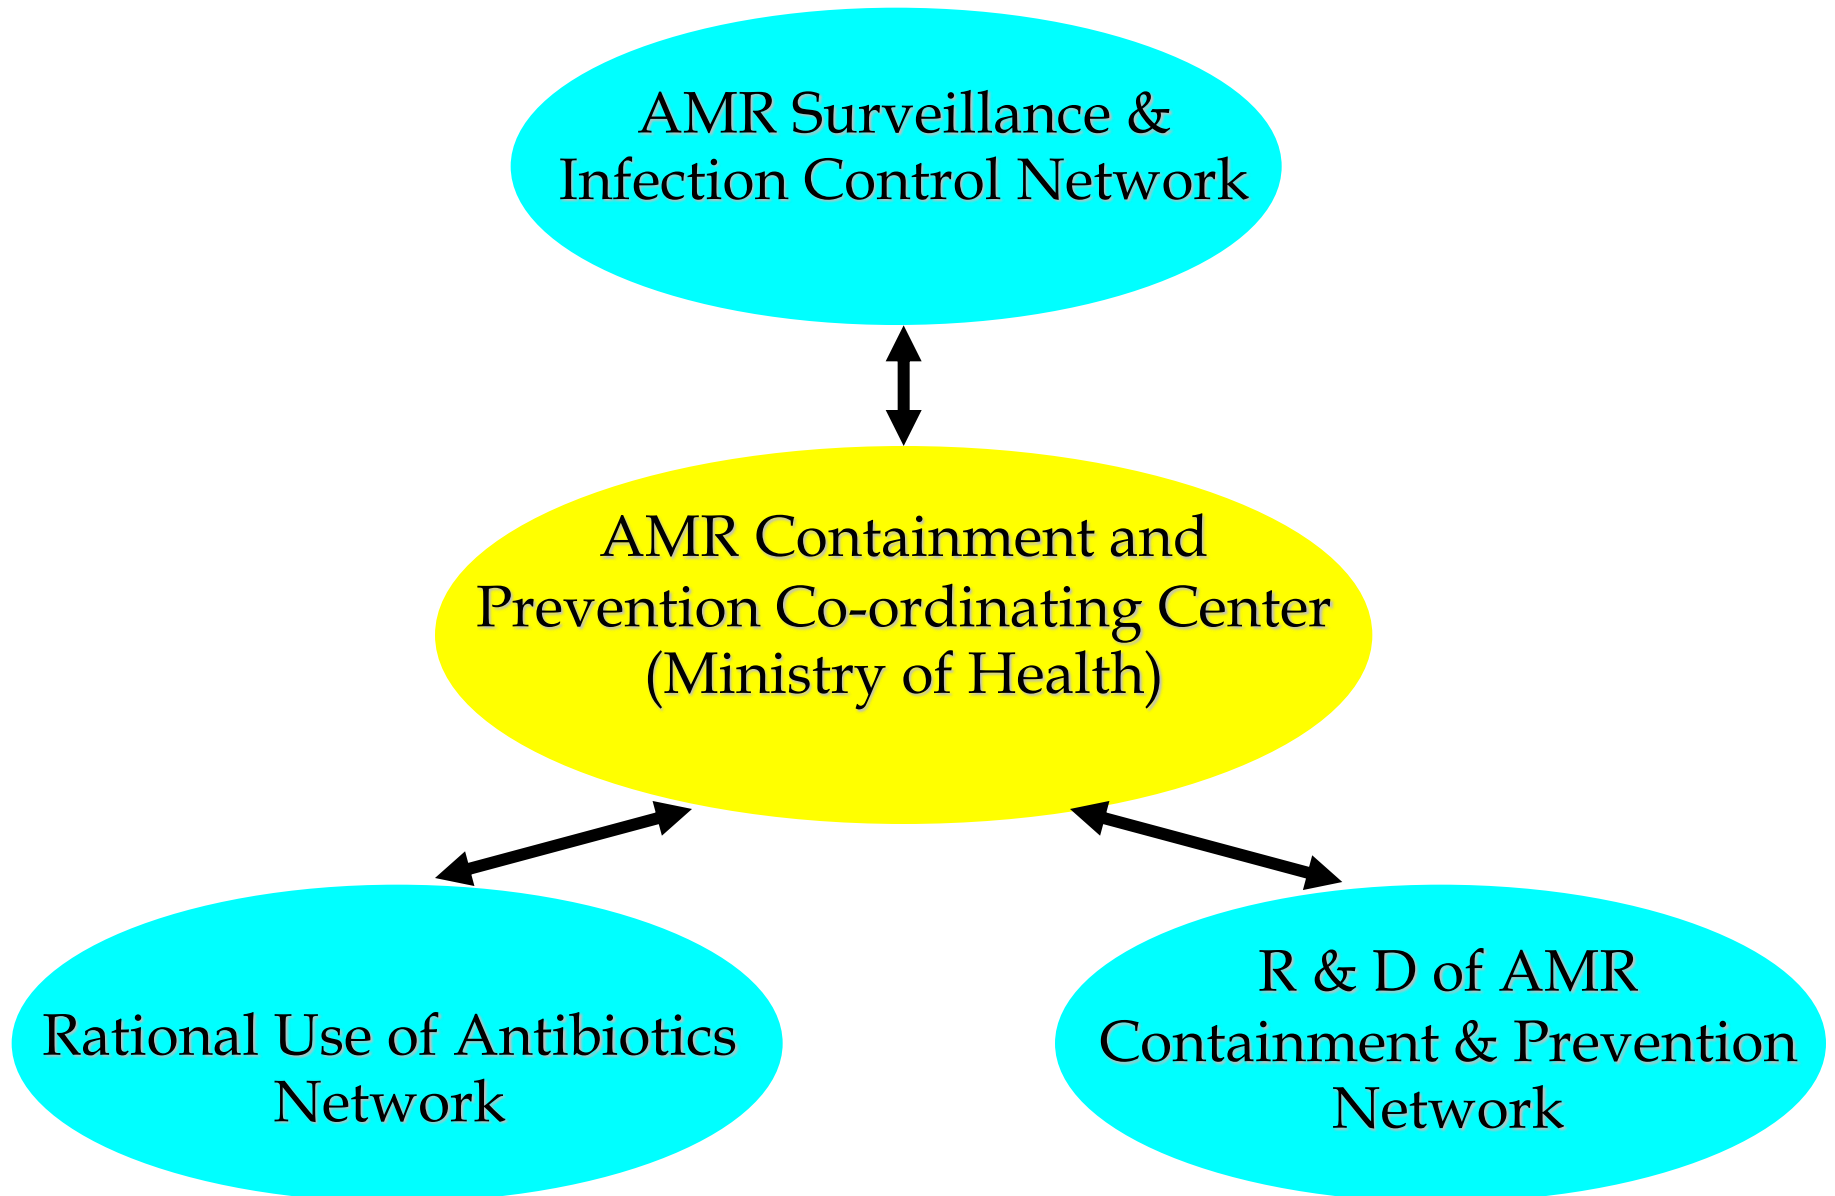 AMR Surveillance &
Infection Control Network
AMR Containment and
Prevention Co-ordinating Center
(Ministry of Health)
Rational Use of Antibiotics
Network
R & D of AMR
Containment & Prevention
Network